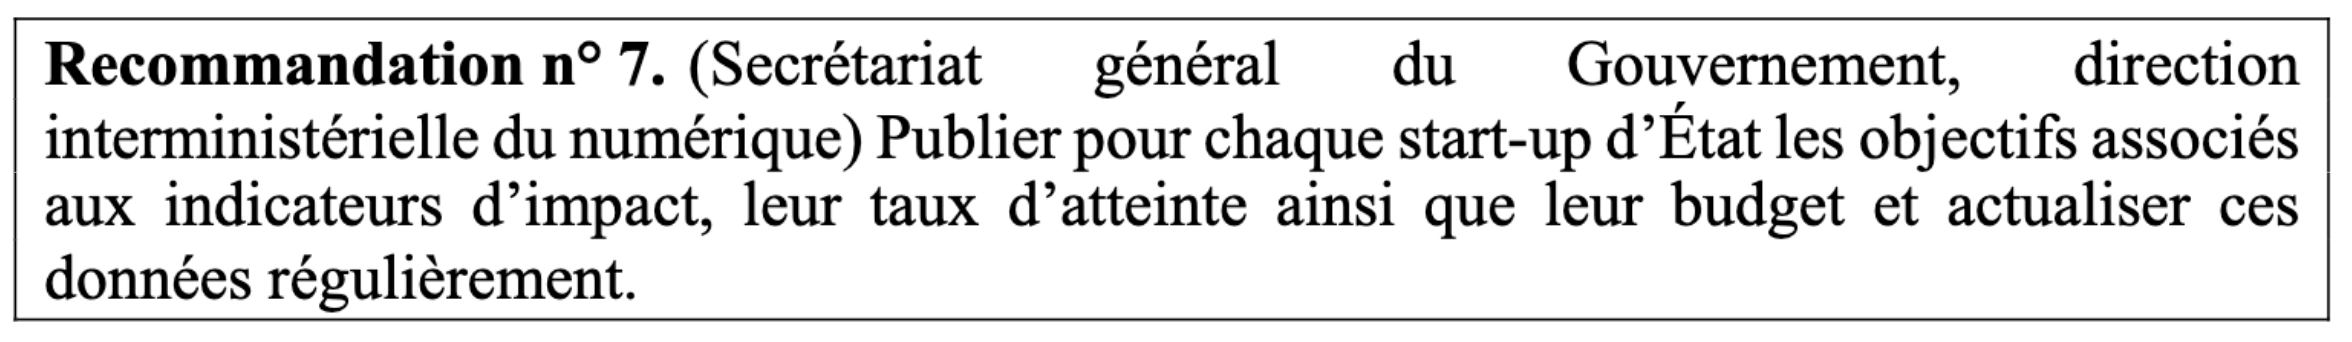 Recommandation n° 7. (Secrétariat général du Gouvernement, direction
interministérielle du numérique) Publier pour chaque start-up d’État les objectifs associés
aux indicateurs d’impact, leur taux d’atteinte ainsi que leur budget et actualiser ces
données régulièrement.